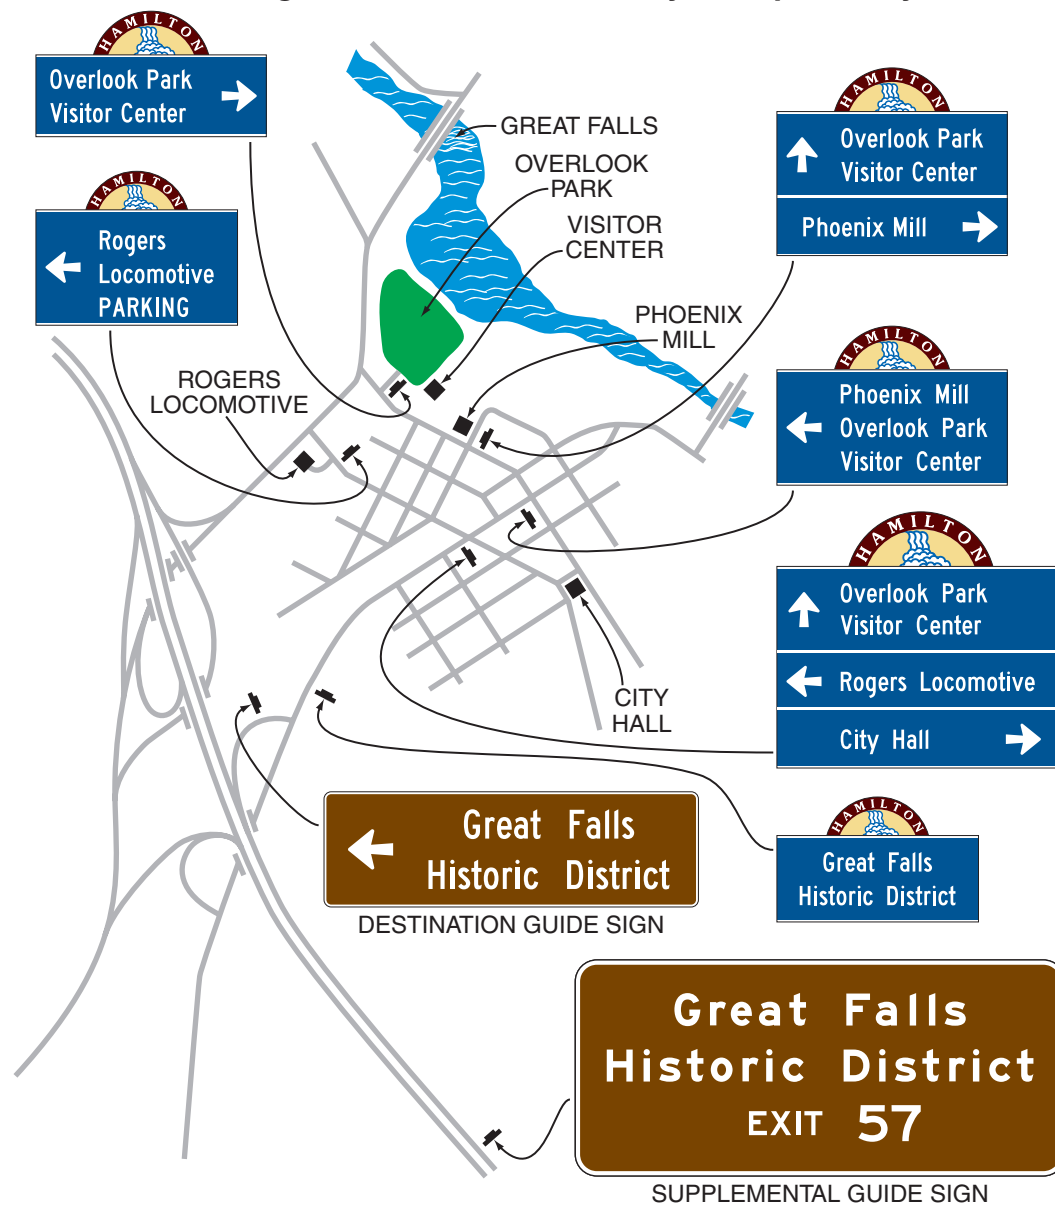 HAMILTON
Overlook Park
Visitor Center
HAMILTON
Rogers
Locomotive
PARKING
GREAT FALLS
OVERLOOK
PARK
VISITOR
CENTER
PHOENIX
MILL
ROGERS
LOCOMOTIVE
CITY
HALL
HAMILTON
Overlook Park
Visitor Center
Phoenix Mill
HAMILTON
Phoenix Mill
Overlook Park
Visitor Center
HAMILTON
Overlook Park
Visitor Center
Rogers Locomotive
City Hall
HAMILTON
Great Falls
Historic District
Great Falls
Historic District
DESTINATION GUIDE SIGN
Great Falls
Historic District
EXIT 57
SUPPLEMENTAL GUIDE SIGN